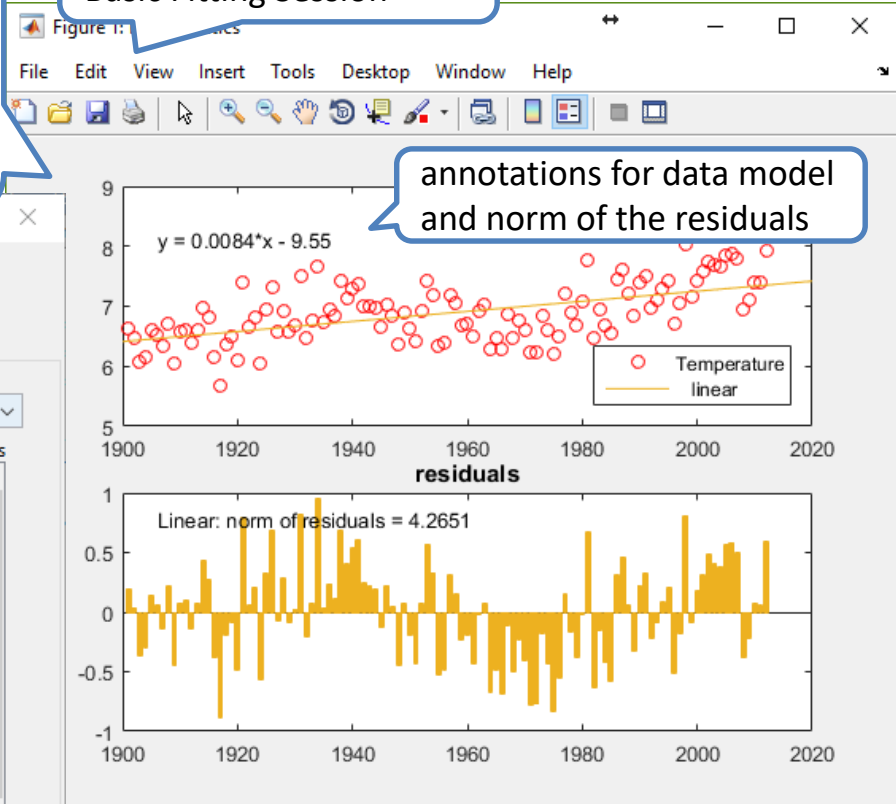 Basic Fitting Session
Figure 1:
File Edit View Insert Tools Desktop Window Help
annotations for data model
and norm of the residuals
y = 0.0084*x - 9.55
9
8
7
6
5
Temperature
linear
1900 1920 1940 1960 1980 2000 2020
residuals
Linear: norm of residuals = 4.2651
1
0.5
0
-0.5
-1
1900 1920 1940 1960 1980 2000 2020